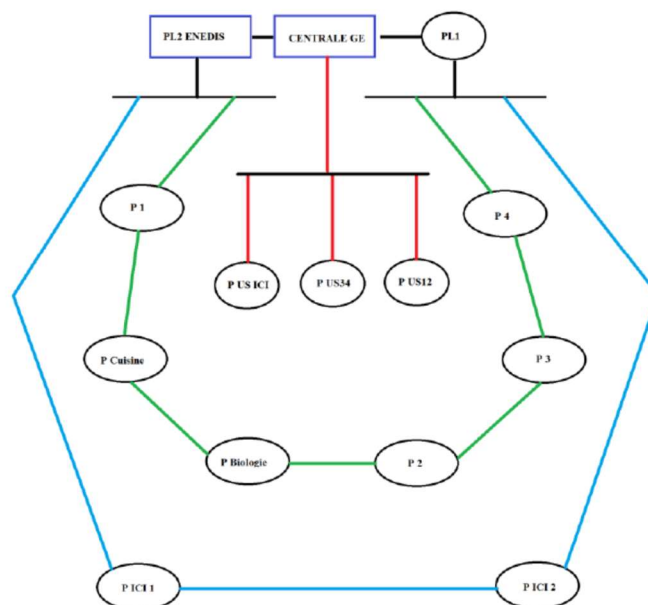 PL2 ENEDIS
CENTRALE GE
PL1
P 1
P 4
P US ICI
P US34
P US12
P Cuisine
P 3
P Biologie
P 2
P ICI 1
P ICI 2